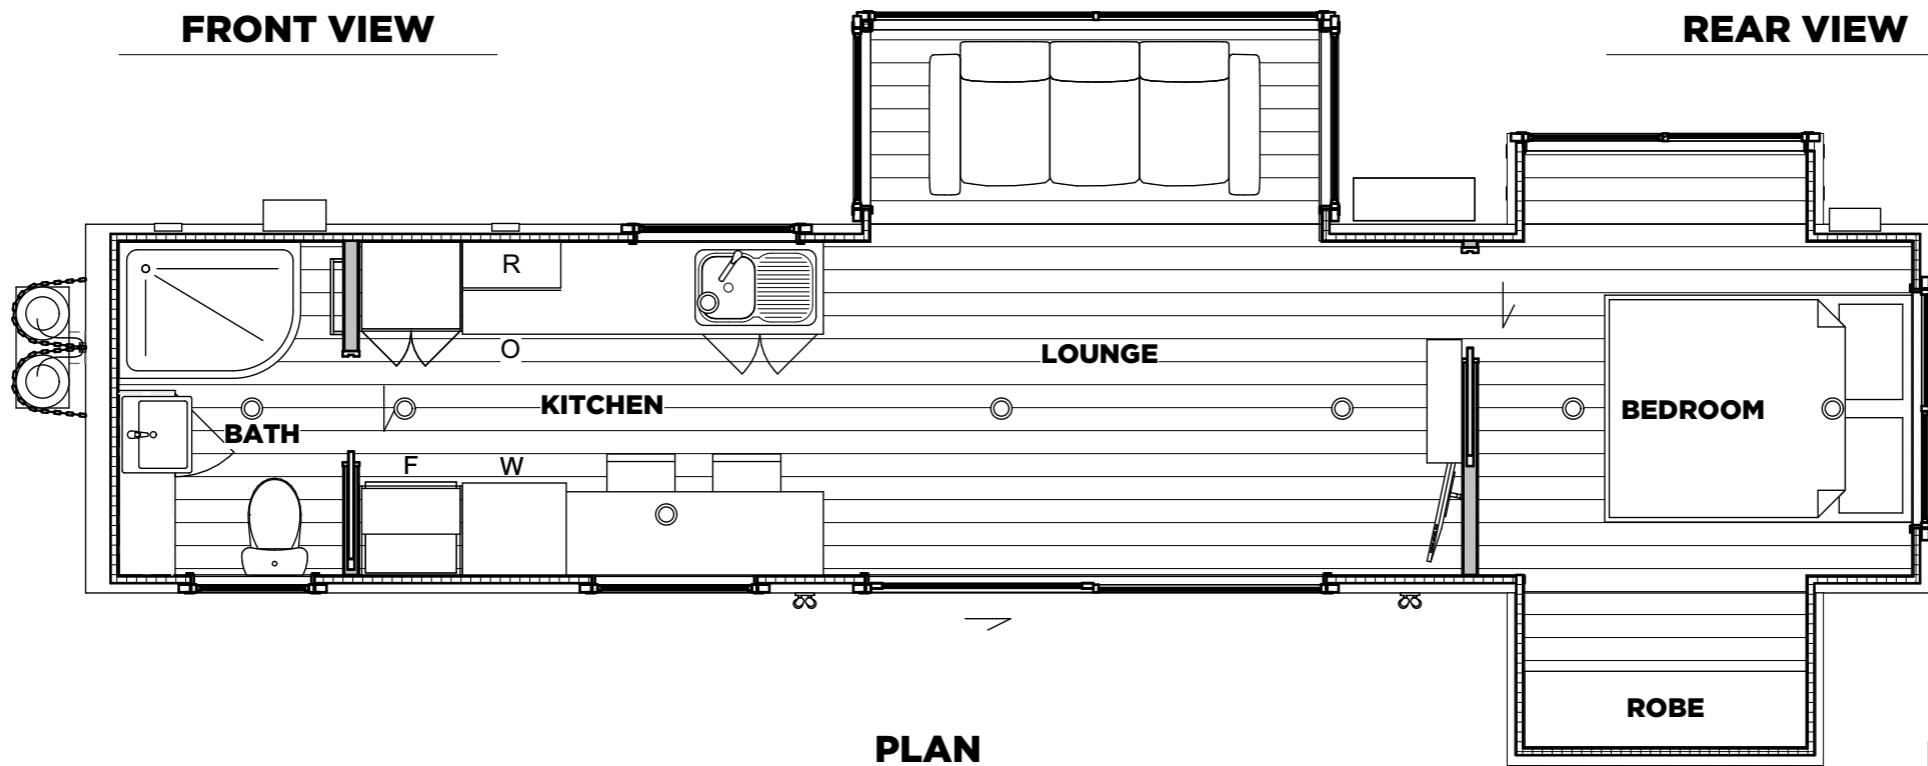 FRONT VIEW
REAR VIEW
R
O
LOUNGE
KITCHEN
BEDROOM
BATH
F
W
ROBE
PLAN